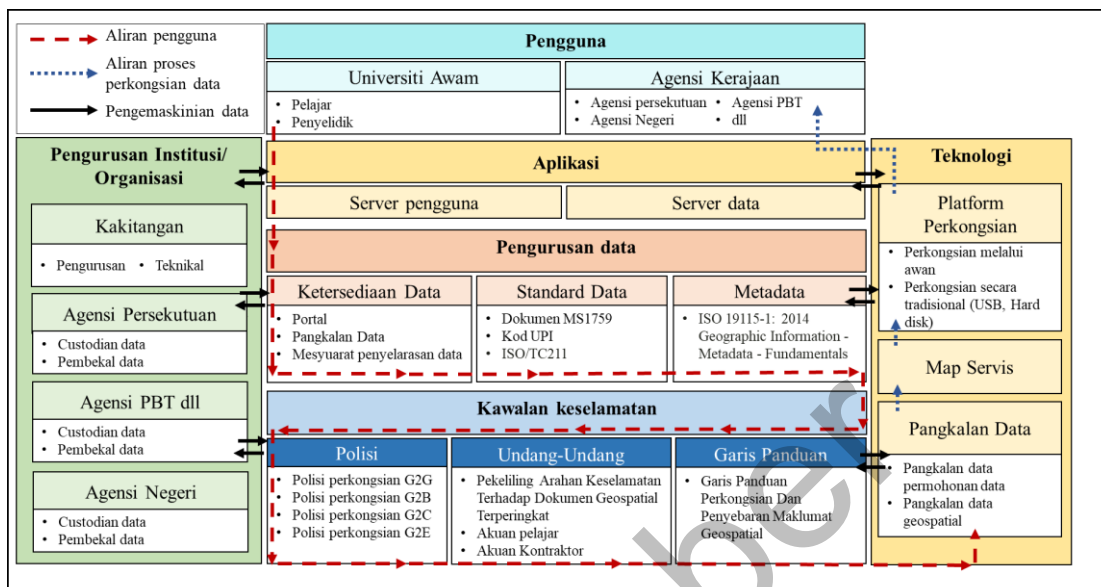 Aliran pengguna
Aliran proses
perkongsian data
Pengemaskinian data
Pengguna
Universiti Awam
• Pelajar
• Penyelidik
Agensi Kerajaan
• Agensi persekutuan
• Agensi Negeri
• Agensi PBT
• dll
Pengurusan Institusi/
Organisasi
Kakitangan
• Pengurusan • Teknikal
Agensi Persekutuan
• Custodian data
• Pembekal data
Agensi PBT dll
• Custodian data
• Pembekal data
Agensi Negeri
• Custodian data
• Pembekal data
Aplikasi
Server pengguna
Server data
Pengurusan data
Ketersediaan Data
• Portal
• Pangkalan Data
• Mesyuarat penyelarasan data
Standard Data
• Dokumen MS1759
• Kod UPI
• ISO/TC211
Metadata
• ISO 19115-1: 2014
Geographic Information -
Metadata - Fundamentals
Kawalan keselamatan
Polisi
• Polisi perkongsian G2G
• Polisi perkongsian G2B
• Polisi perkongsian G2C
• Polisi perkongsian G2E
Undang-Undang
• Pekeliling Arahan Keselamatan
Terhadap Dokumen Geospatial
Terperingkat
• Akuan pelajar
• Akuan Kontraktor
Garis Panduan
• Garis Panduan
Perkongsian Dan
Penyebaran Maklumat
Geospatial
Teknologi
Platform
Perkongsian
• Perkongsian melalui
awan
• Perkongsian secara
tradisional (USB, Hard
disk)
Map Servis
Pangkalan Data
• Pangkalan data
permohonan data
• Pangkalan data
geospatial
ber